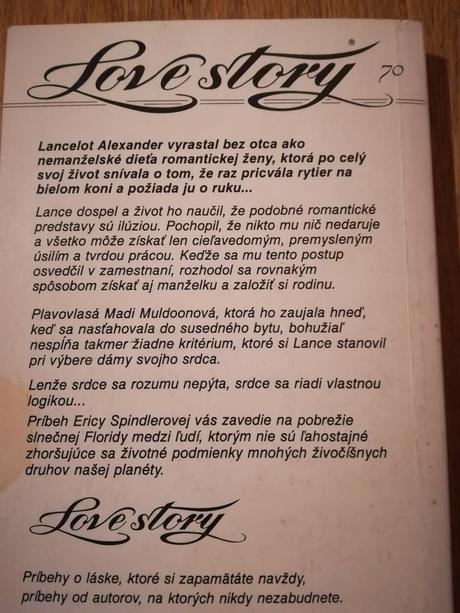 Love story ® 70
Lancelot Alexander vyrastal bez otca ako
nemanželské dieťa romantickej ženy, ktorá po celý
svoj život snívala o tom, že raz pricvála rytier na
bielom koni a požiada ju o ruku...
Lance dospel a život ho naučil, že podobné romantické
predstavy sú ilúziou. Pochopil, že nikto mu nič nedaruje
a všetko môže získať len cieľavedomým, premysleným
úsilím a tvrdou prácou. Keďže sa mu tento postup
osvedčil v zamestnaní, rozhodol sa rovnakým
spôsobom získať aj manželku a založiť si rodinu.
Plavovlasá Madi Muldoonová, ktorá ho zaujala hneď,
keď sa nasťahovala do susedného bytu, bohužiaľ
nespĺňa takmer žiadne kritérium, ktoré si Lance stanovil
pri výbere dámy svojho srdca.
Lenže srdce sa rozumu nepýta, srdce sa riadi vlastnou
logikou...
Príbeh Ericy Spindlerovej vás zavedie na pobrežie
slnečnej Floridy medzi ľudí, ktorým nie sú ľahostajné
zhoršujúce sa životné podmienky mnohých živočíšnych
druhov našej planéty.
Love story
Príbehy o láske, ktoré si zapamätáte navždy,
príbehy od autorov, na ktorých nikdy nezabudnete.